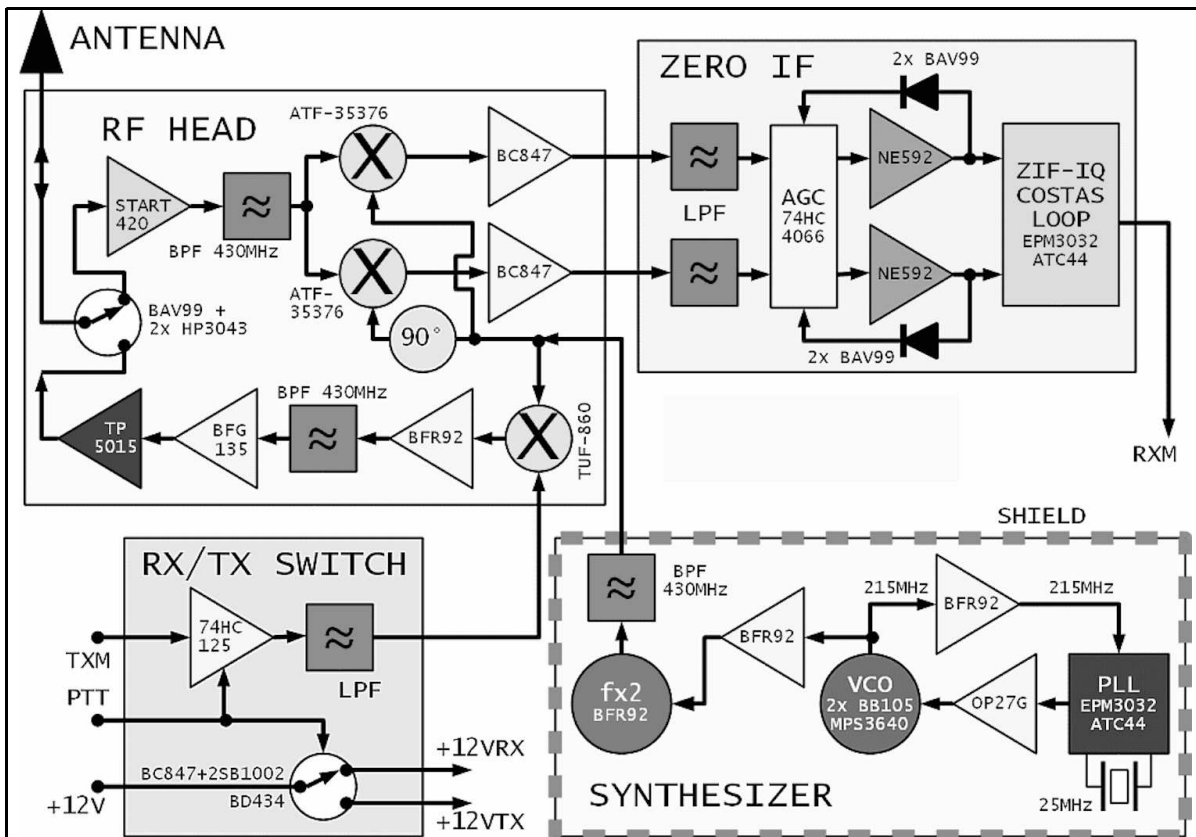 ANTENNA
RF HEAD
START
420
BPF 430MHz
ATF-35376
X
BC847
ATF-
35376
X
BC847
BAV99 +
2x HP3043
90°
TP
5015
BFG
135
BPF 430MHz
BFR92
X
TUF-860
ZERO IF
2x BAV99
LPF
AGC
74HC
4066
NE592
NE592
2x BAV99
ZIF-IQ
COSTAS
LOOP
EPM3032
ATC44
RXM
RX/TX SWITCH
74HC
125
LPF
TXM
PTT
BC847+2SB1002
BD434
+12V
+12VRX
+12VTX
SHIELD
BPF
430MHz
fx2
BFR92
BFR92
215MHz
BFR92
215MHz
VCO
2x BB105
MPS3640
OP27G
PLL
EPM3032
ATC44
25MHz
SYNTHESIZER